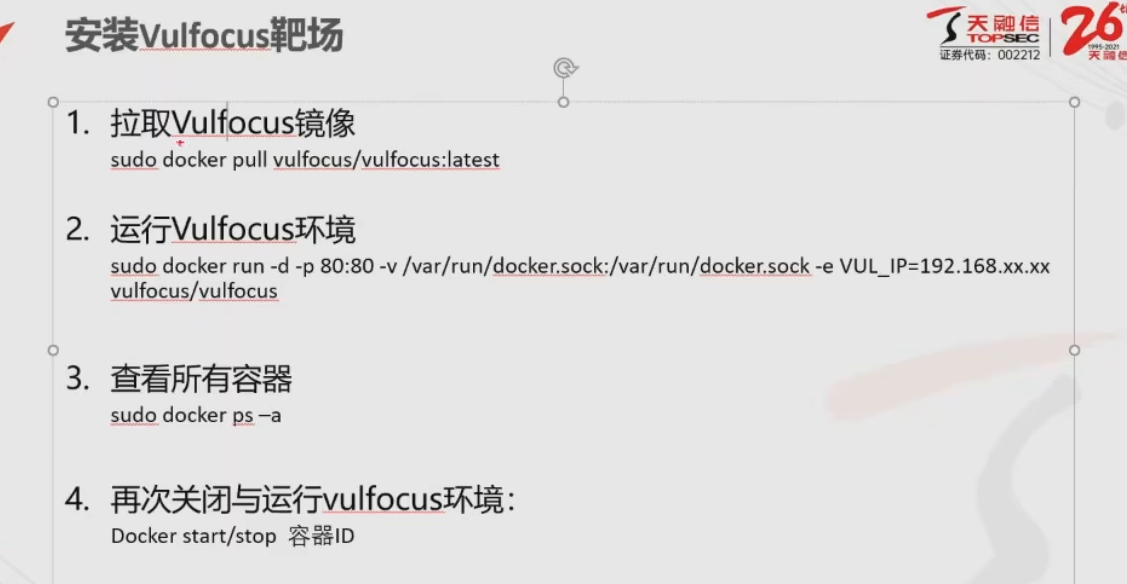 安装Vulfocus靶场
天融信
TOPSEC
证券代码：002212
26
1995-2021
天融信
1. 拉取Vulfocus镜像
sudo docker pull vulfocus/vulfocus:latest
2. 运行Vulfocus环境
sudo docker run -d -p 80:80 -v /var/run/docker.sock:/var/run/docker.sock -e VUL_IP=192.168.xx.xx
vulfocus/vulfocus
3. 查看所有容器
sudo docker ps –a
4. 再次关闭与运行vulfocus环境：
Docker start/stop 容器ID